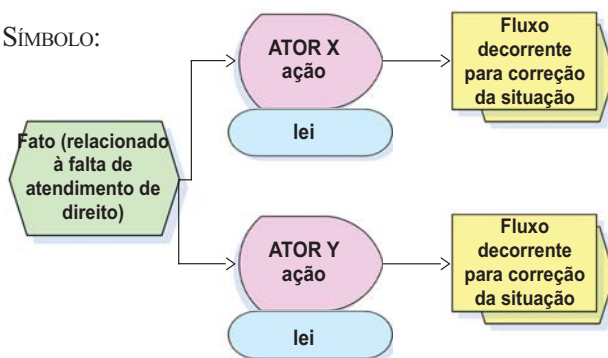 SÍMBOLO:
Fato (relacionado
à falta de
atendimento de
direito)
ATOR X
ação
lei
Fluxo
decorrente
para correção
da situação
ATOR Y
ação
lei
Fluxo
decorrente
para correção
da situação